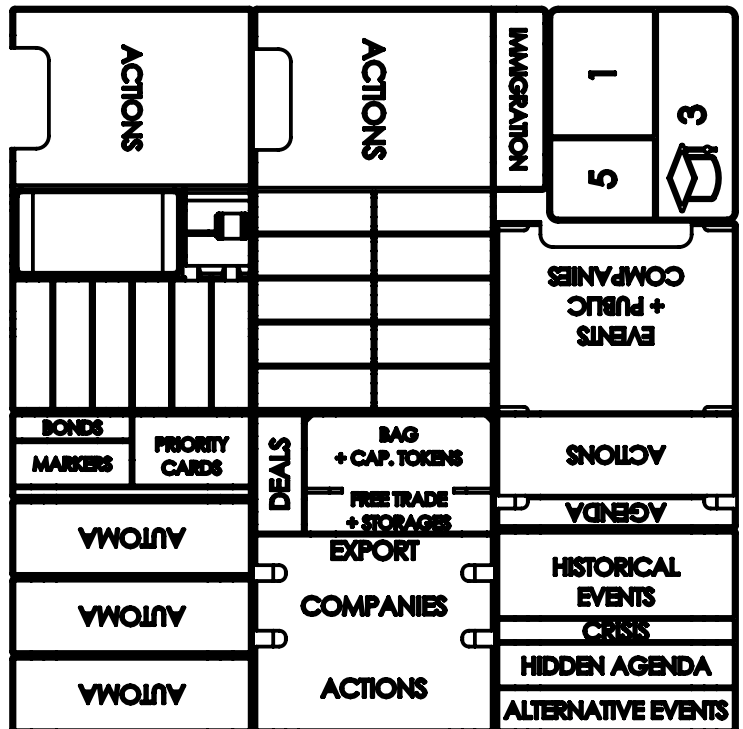 ACTIONS
ACTIONS
IMMIGRATION
1
3
5
EVENTS
+ PUBLIC
COMPANIES
BONDS
MARKERS
PRIORITY
CARDS
DEALS
BAG
+ CAP. TOKENS
FREE TRADE
+ STORAGES
ACTIONS
AGENDA
AUTOMA
AUTOMA
AUTOMA
EXPORT
COMPANIES
ACTIONS
HISTORICAL
EVENTS
CRISIS
HIDDEN AGENDA
ALTERNATIVE EVENTS